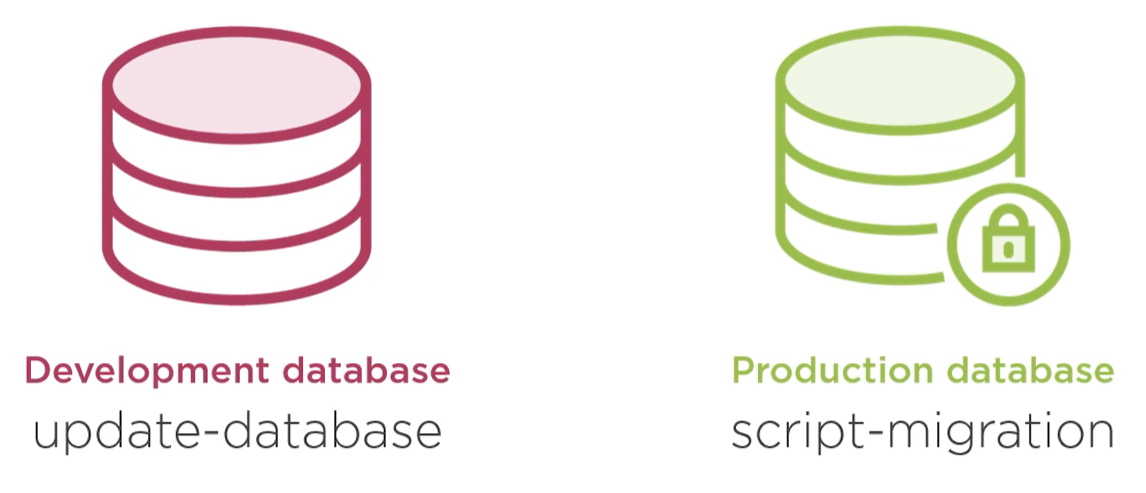 Development database
update-database
Production database
script-migration